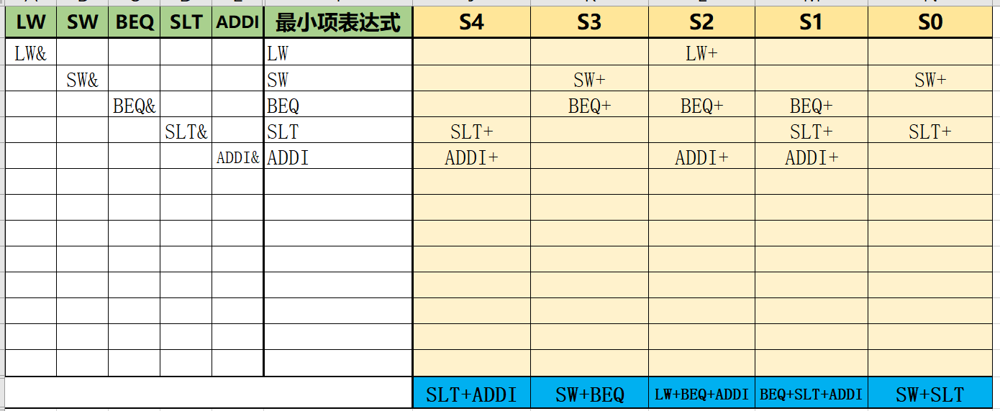 LW SW BEQ SLT ADDI 最小项表达式 S4 S3 S2 S1 S0
LW& LW LW+
SW& SW SW+ SW+
BEQ& BEQ BEQ+ BEQ+ BEQ+
SLT& SLT SLT+ SLT+ SLT+
ADDI& ADDI ADDI+ ADDI+ ADDI+
SLT+ADDI SW+BEQ LW+BEQ+ADDI BEQ+SLT+ADDI SW+SLT